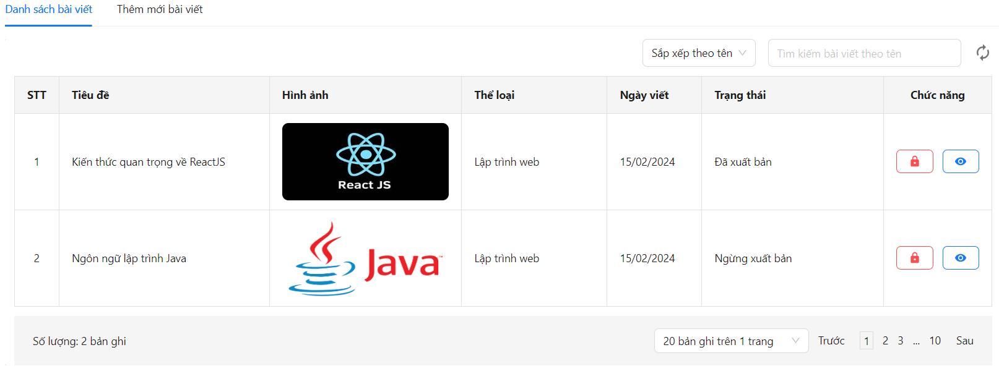 Danh sách bài viết Thêm mới bài viết
Sắp xếp theo tên Tìm kiếm bài viết theo tên
STT Tiêu đề Hình ảnh Thể loại Ngày viết Trạng thái Chức năng
1 Kiến thức quan trọng về ReactJS React JS Lập trình web 15/02/2024 Đã xuất bản
2 Ngôn ngữ lập trình Java Java™ Lập trình web 15/02/2024 Ngừng xuất bản
Số lượng: 2 bản ghi 20 bản ghi trên 1 trang Trước 1 2 3 ... 10 Sau